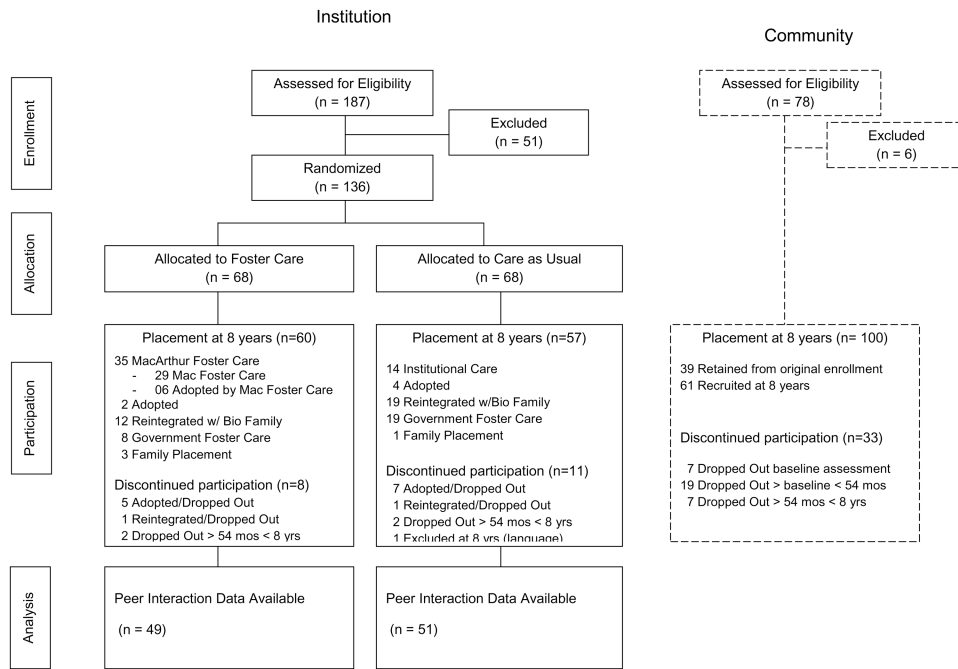 Institution
Community
Enrollment
Assessed for Eligibility
(n = 187)
Excluded
(n = 51)
Randomized
(n = 136)
Assessed for Eligibility
(n = 78)
Excluded
(n = 6)
Allocation
Allocated to Foster Care
(n = 68)
Allocated to Care as Usual
(n = 68)
Participation
Placement at 8 years (n=60)
35 MacArthur Foster Care
- 29 Mac Foster Care
- 06 Adopted by Mac Foster Care
2 Adopted
12 Reintegrated w/ Bio Family
8 Government Foster Care
3 Family Placement
Discontinued participation (n=8)
5 Adopted/Dropped Out
1 Reintegrated/Dropped Out
2 Dropped Out > 54 mos < 8 yrs
Placement at 8 years (n=57)
14 Institutional Care
4 Adopted
19 Reintegrated w/Bio Family
19 Government Foster Care
1 Family Placement
Discontinued participation (n=11)
7 Adopted/Dropped Out
1 Reintegrated/Dropped Out
2 Dropped Out > 54 mos < 8 yrs
1 Excluded at 8 yrs (language)
Placement at 8 years (n= 100)
39 Retained from original enrollment
61 Recruited at 8 years
Discontinued participation (n=33)
7 Dropped Out baseline assessment
19 Dropped Out > baseline < 54 mos
7 Dropped Out > 54 mos < 8 yrs
Analysis
Peer Interaction Data Available
(n = 49)
Peer Interaction Data Available
(n = 51)